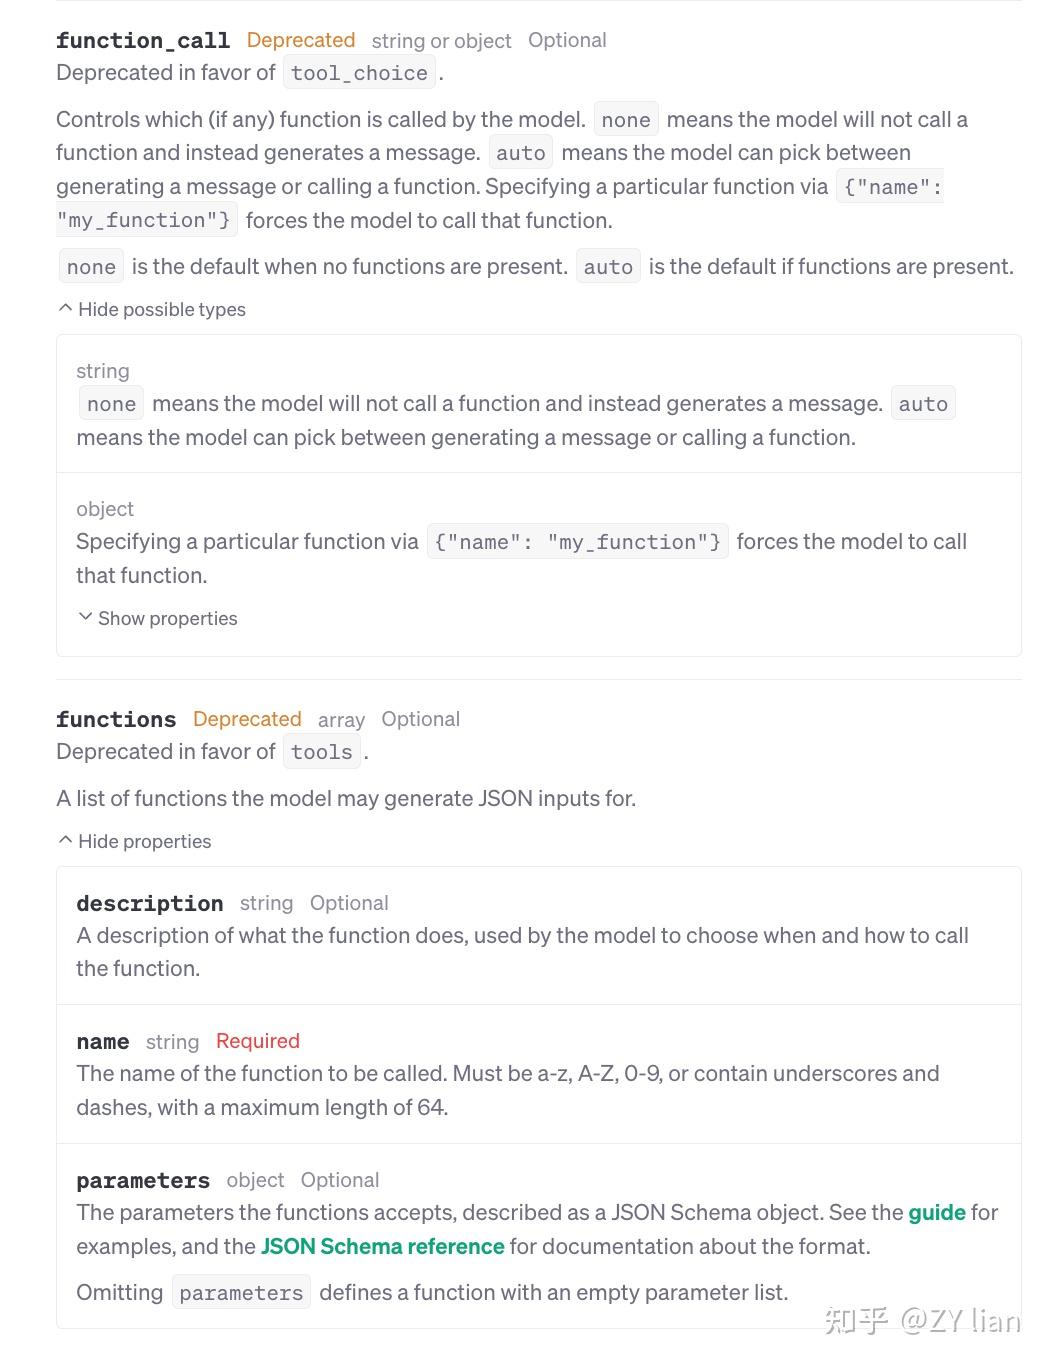 function_call Deprecated string or object Optional
Deprecated in favor of tool_choice .
Controls which (if any) function is called by the model. none means the model will not call a
function and instead generates a message. auto means the model can pick between
generating a message or calling a function. Specifying a particular function via {"name":
"my_function"} forces the model to call that function.
none is the default when no functions are present. auto is the default if functions are present.
Hide possible types
string
none means the model will not call a function and instead generates a message. auto
means the model can pick between generating a message or calling a function.
object
Specifying a particular function via {"name": "my_function"} forces the model to call
that function.
Show properties
functions Deprecated array Optional
Deprecated in favor of tools .
A list of functions the model may generate JSON inputs for.
Hide properties
description string Optional
A description of what the function does, used by the model to choose when and how to call
the function.
name string Required
The name of the function to be called. Must be a-z, A-Z, 0-9, or contain underscores and
dashes, with a maximum length of 64.
parameters object Optional
The parameters the functions accepts, described as a JSON Schema object. See the guide for
examples, and the JSON Schema reference for documentation about the format.
Omitting parameters defines a function with an empty parameter list.
知乎 @ZY lian